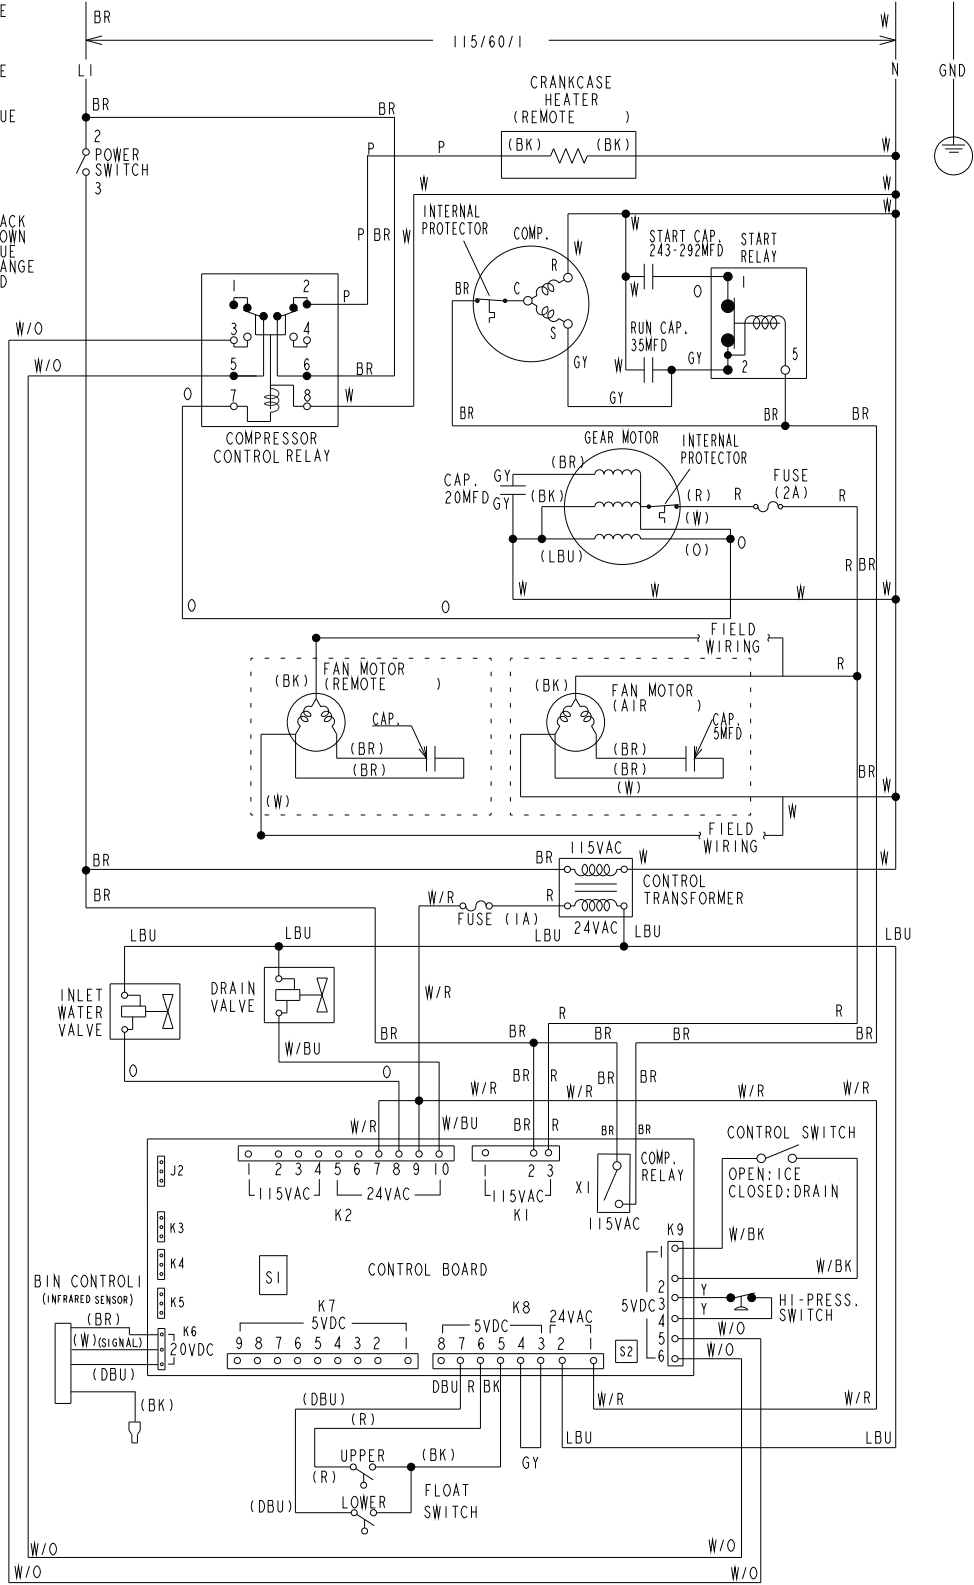 E
BR
W
115/60/1
E
L1
N
GND
CRANKCASE
HEATER
(REMOTE )
BR
BR
UE
2
POWER
SWITCH
3
P
P
(BK)
(BK)
W
W
W
W
ACK
OWN
UE
ANGE
D
INTERNAL
PROTECTOR
COMP.
P
BR
W
W
W
START CAP.
243-292MFD
START
RELAY
R
C
S
BR
W
O
1
1
2
P
3
4
W/O
W/O
5
6
BR
7
8
W
O
RUN CAP.
35MFD
W
GY
2
5
GY
GY
BR
BR
BR
COMPRESSOR
CONTROL RELAY
GEAR MOTOR
INTERNAL
PROTECTOR
CAP.
20MFD
GY
GY
(BR)
(BK)
(LBU)
(R)
(W)
(O)
R
FUSE
(2A)
R
O
R
BR
W
W
W
W
O
O
FIELD
WIRING
R
FAN MOTOR
(REMOTE )
(BK)
CAP.
(BR)
(BR)
(W)
FAN MOTOR
(AIR )
(BK)
CAP.
5MFD
(BR)
(BR)
(W)
BR
W
W
FIELD
WIRING
BR
BR
115VAC
W
W
CONTROL
TRANSFORMER
BR
W/R
FUSE (1A)
R
24VAC
LBU
LBU
LBU
LBU
LBU
INLET
WATER
VALVE
DRAIN
VALVE
W/R
W/BU
O
O
BR
BR
R
BR
BR
R
BR
BR
R
BR
BR
W/R
W/R
W/R
W/R
W/R
W/BU
BR
R
BR
BR
CONTROL SWITCH
OPEN:ICE
CLOSED:DRAIN
J2
1
2
3
4
5
6
7
8
9
10
115VAC
24VAC
K2
1
2
3
115VAC
K1
X1
COMP.
RELAY
115VAC
K9
W/BK
W/BK
K3
K4
K5
S1
CONTROL BOARD
1
2
3
4
5
6
5VDC
Y
Y
HI-PRESS.
SWITCH
W/O
W/O
BIN CONTROL1
(INFRARED SENSOR)
(BR)
(W)
(SIGNAL)
(DBU)
(BK)
K6
20VDC
K7
5VDC
9
8
7
6
5
4
3
2
1
K8
5VDC
24VAC
8
7
6
5
4
3
2
1
S2
DBU
R
BK
W/R
W/R
(DBU)
(R)
UPPER
(BK)
(R)
GY
LBU
LBU
FLOAT
SWITCH
(DBU)
LOWER
W/O
W/O
W/O
W/O